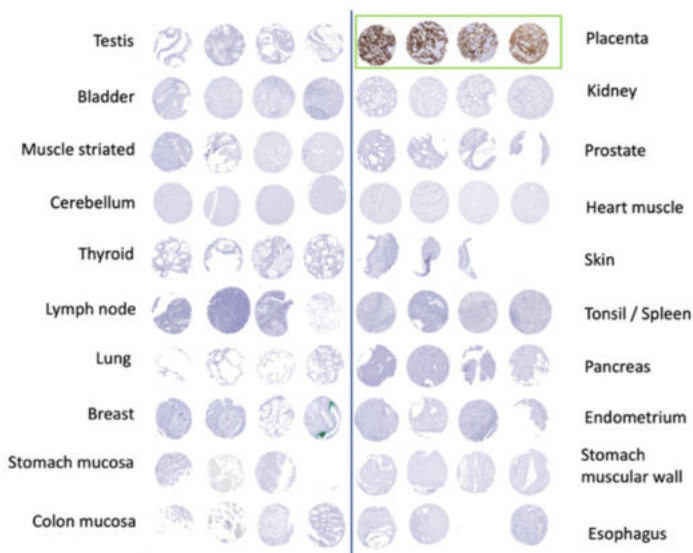 Testis
Placenta
Bladder
Kidney
Muscle striated
Prostate
Cerebellum
Heart muscle
Thyroid
Skin
Lymph node
Tonsil / Spleen
Lung
Pancreas
Breast
Endometrium
Stomach mucosa
Stomach
muscular wall
Colon mucosa
Esophagus